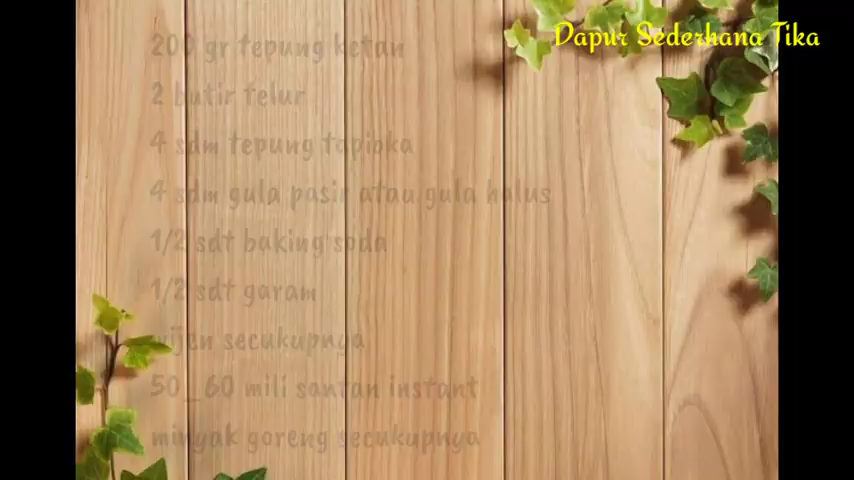 Dapur Sederhana Tika
200 gr tepung ketan
2 butir telur
4 sdm tepung tapioka
4 sdm gula pasir atau gula halus
1/2 sdt baking soda
1/2 sdt garam
wijen secukupnya
50_60 mili santan instant
minyak goreng secukupnya